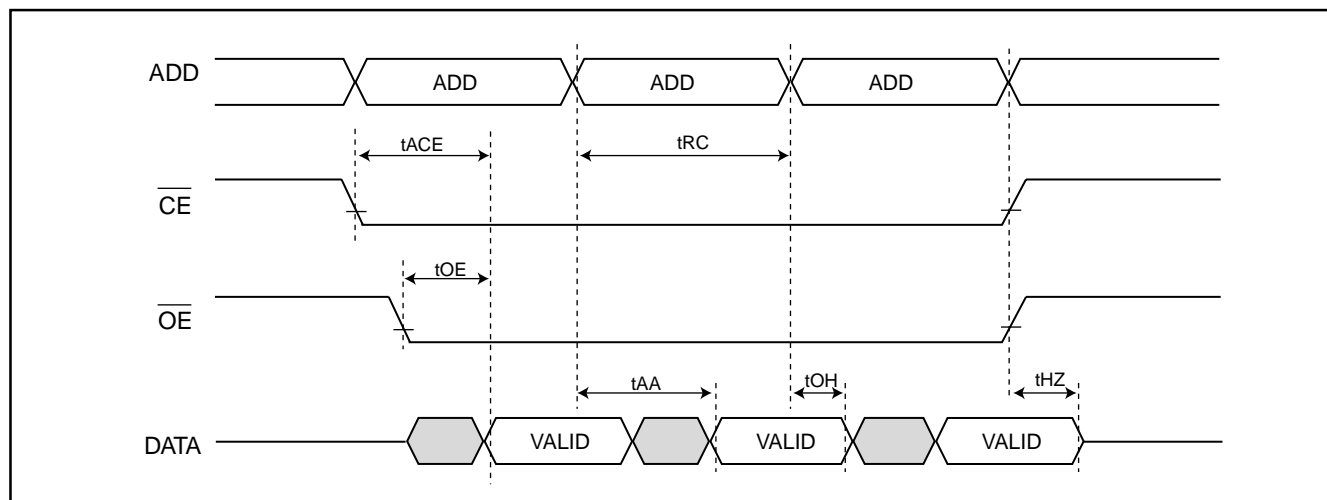 ADD
ADD ADD ADD
tACE
tRC
CE
tOE
OE
tAA
tOH
tHZ
DATA
VALID VALID VALID